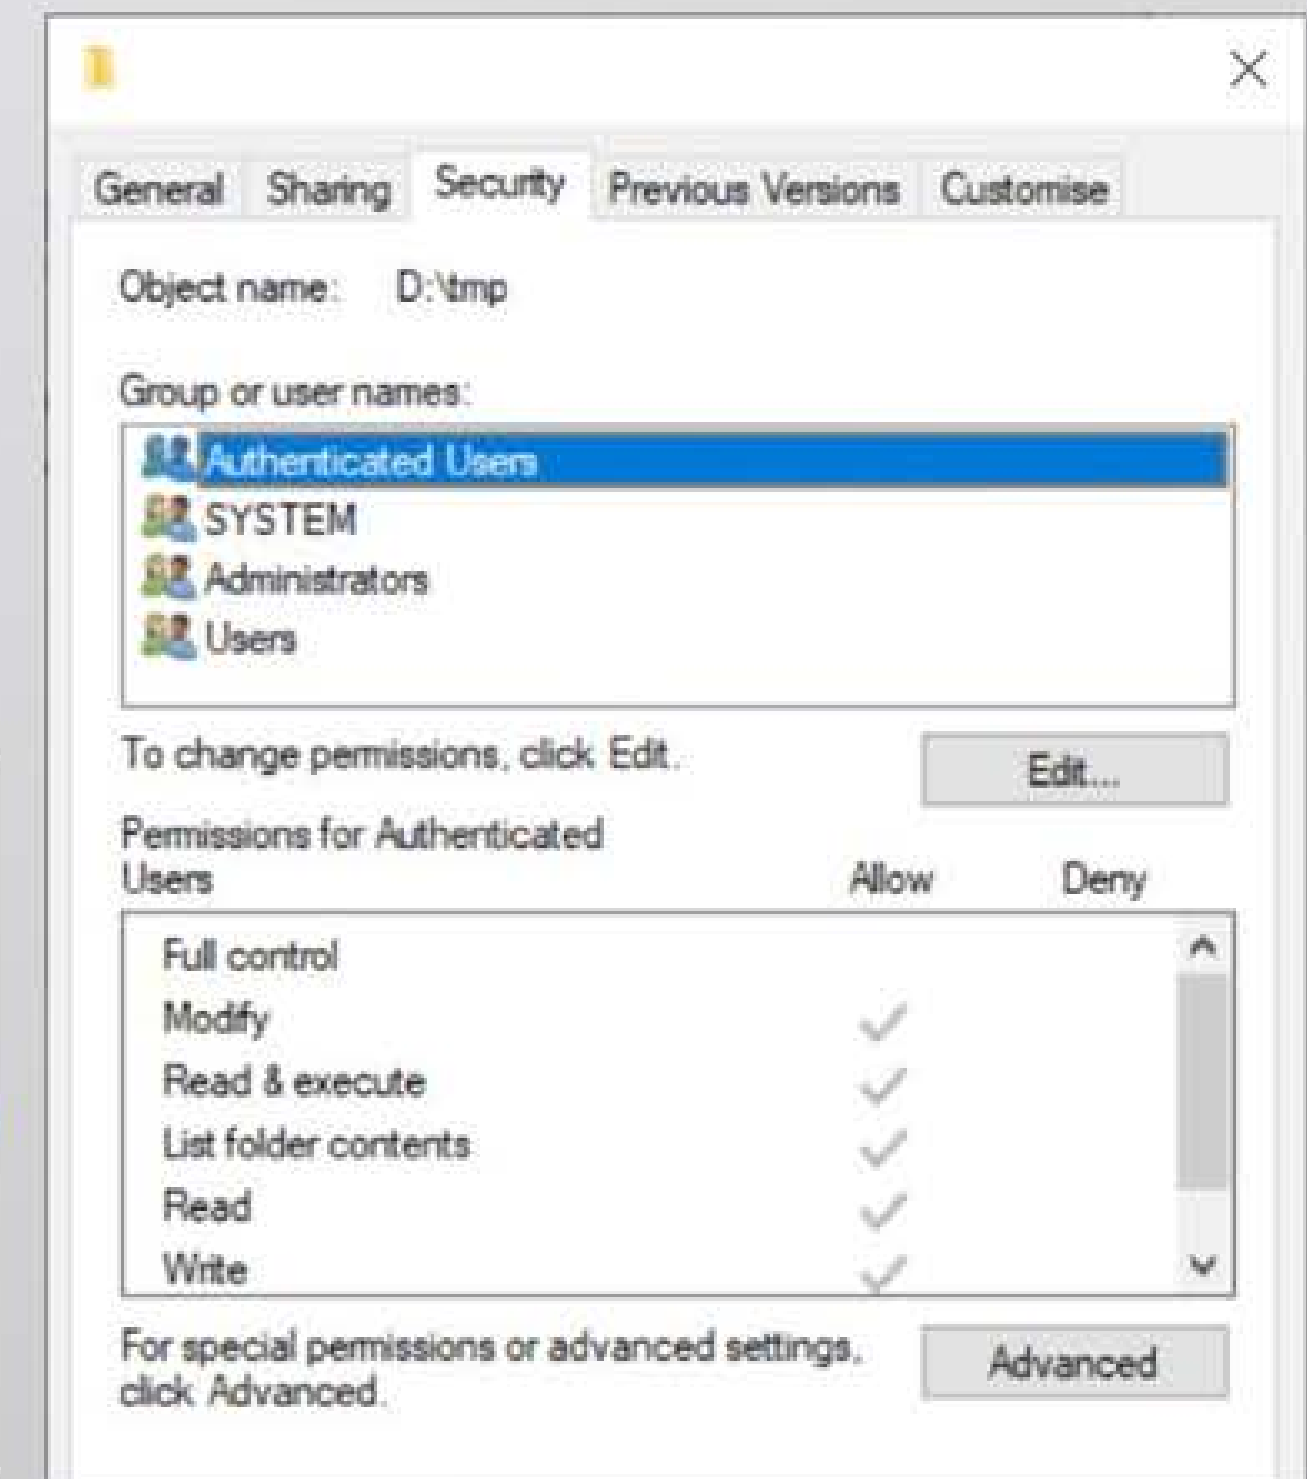 General Sharing Security Previous Versions Customise
Object name: D:\tmp
Group or user names:
Authenticated Users
SYSTEM
Administrators
Users
To change permissions, click Edit.
Edit...
Permissions for Authenticated
Users
Allow Deny
Full control
Modify
Read & execute
List folder contents
Read
Write
For special permissions or advanced settings,
click Advanced.
Advanced